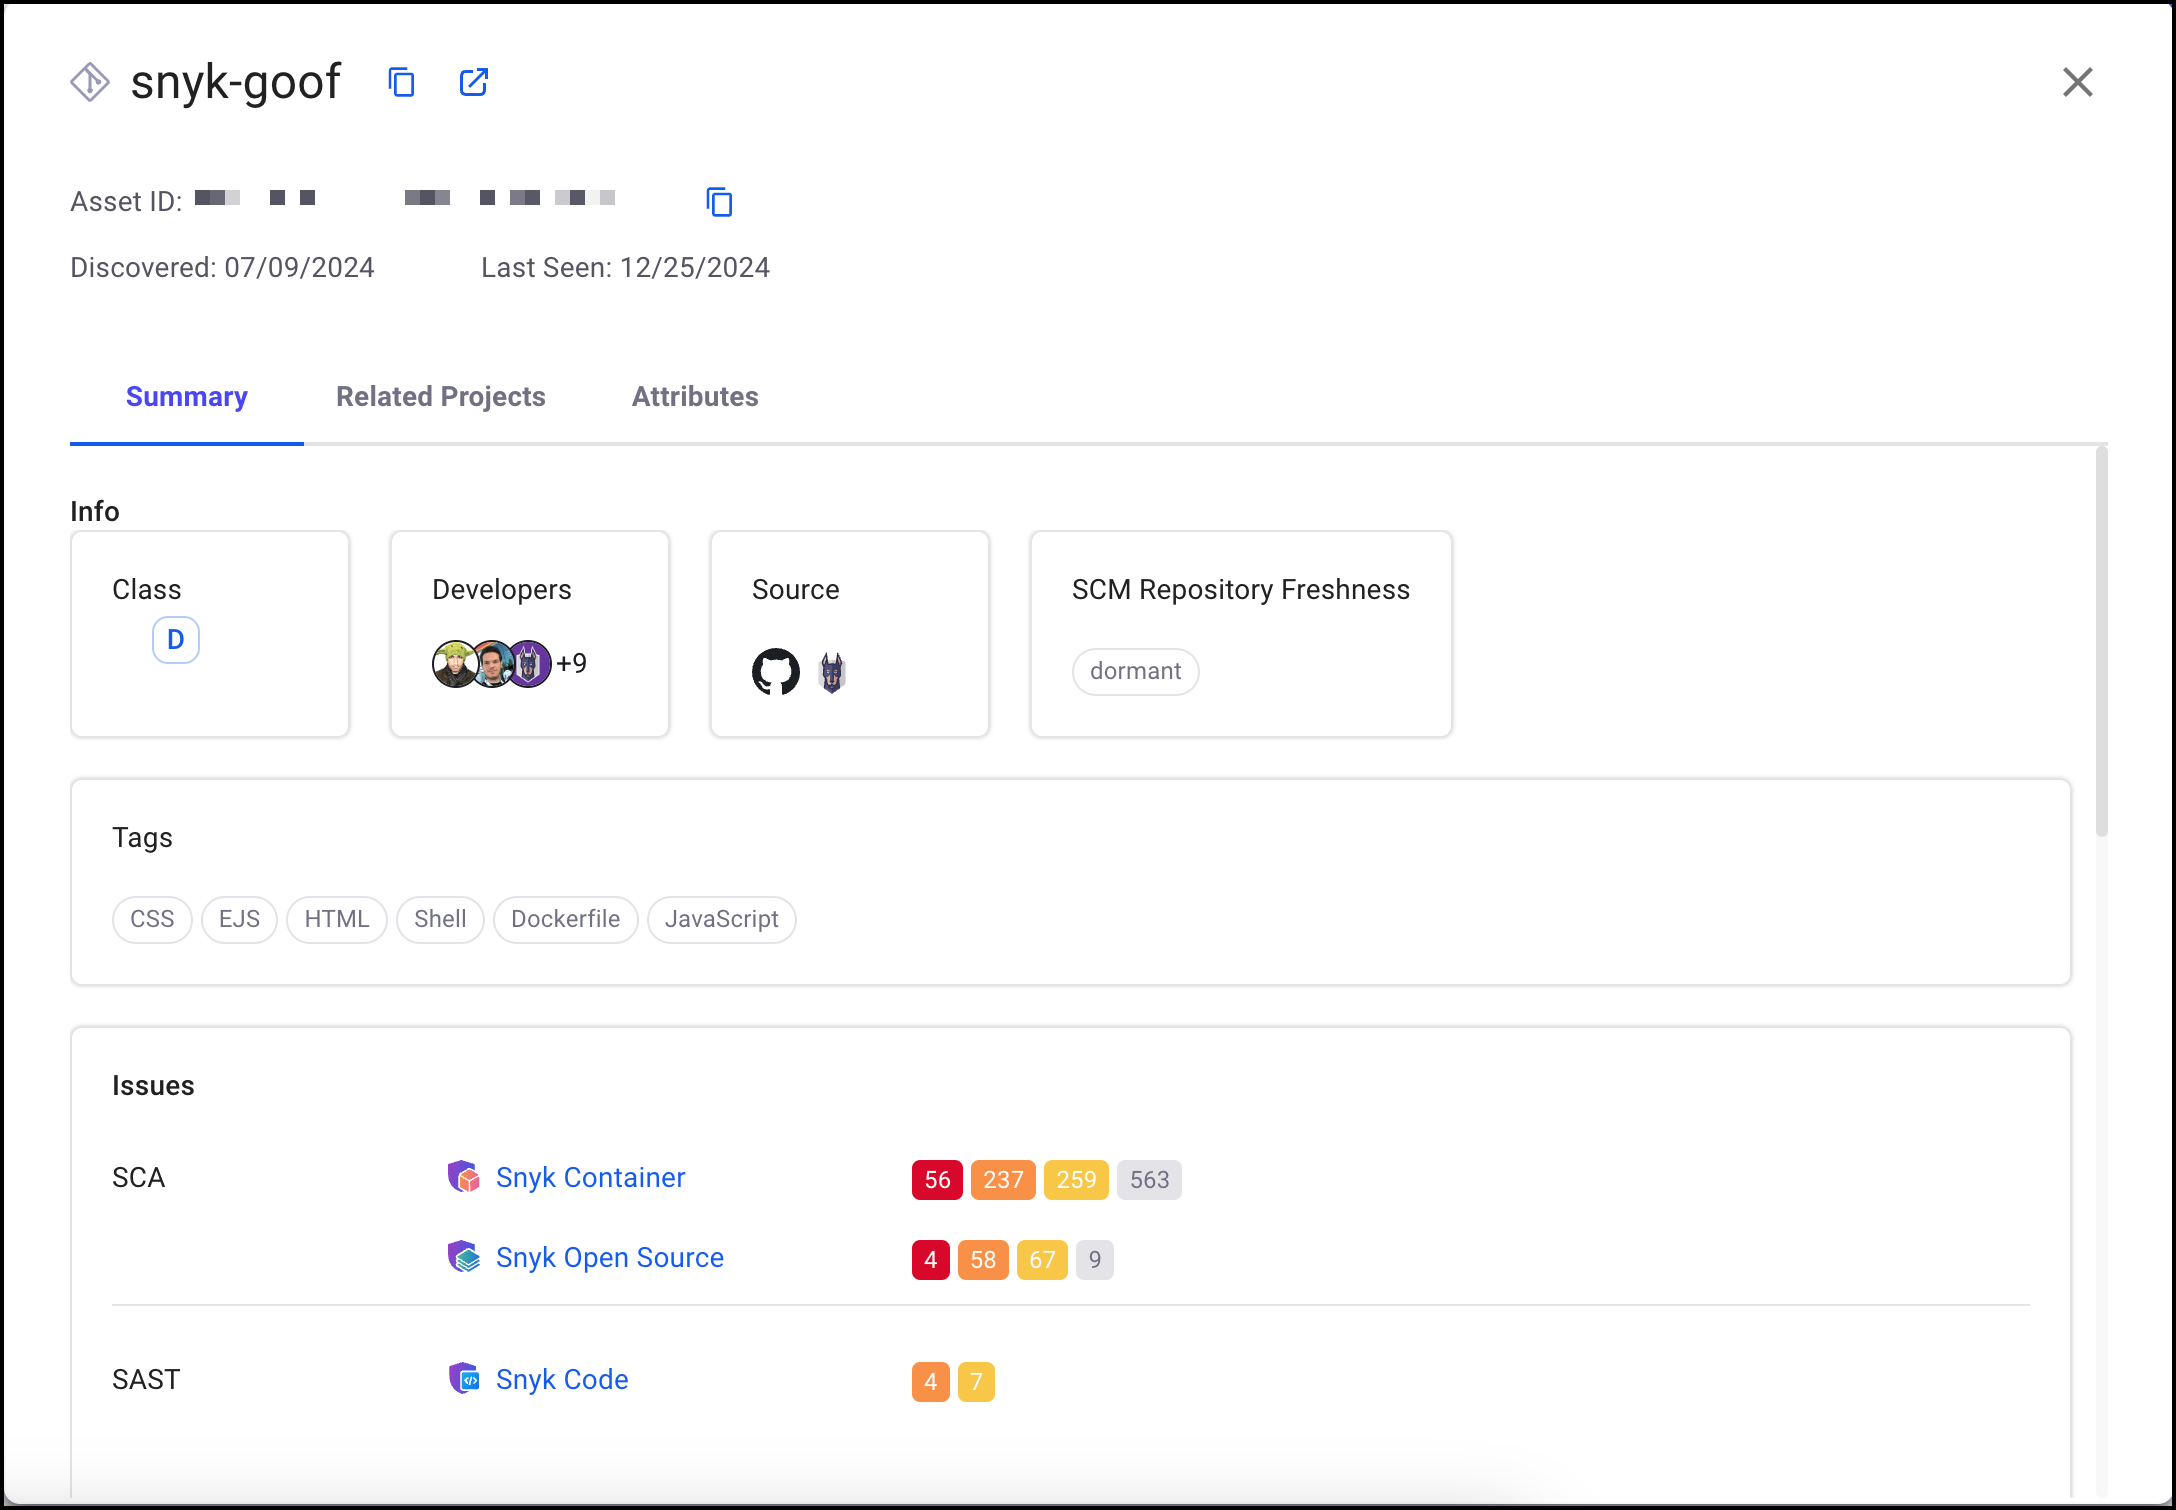 snyk-goof
Asset ID:
Discovered: 07/09/2024 Last Seen: 12/25/2024
Summary Related Projects Attributes
Info
Class Developers Source SCM Repository Freshness
D +9 dormant
Tags
CSS EJS HTML Shell Dockerfile JavaScript
Issues
SCA Snyk Container 56 237 259 563
Snyk Open Source 4 58 67 9
SAST Snyk Code 4 7